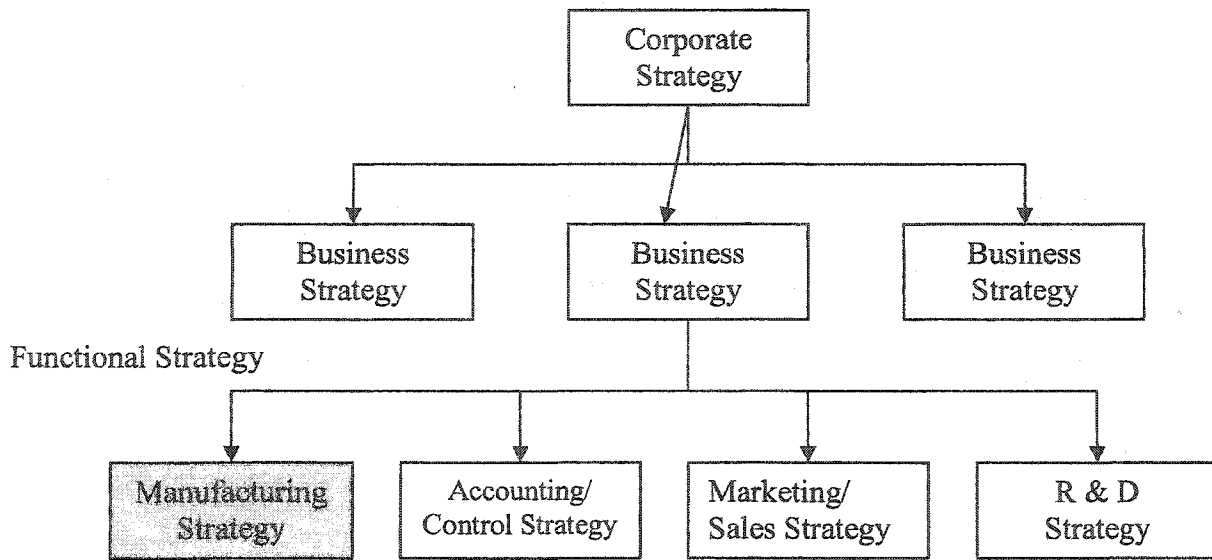 Corporate
Strategy
Business
Strategy
Business
Strategy
Business
Strategy
Functional Strategy
Manufacturing
Strategy
Accounting/
Control Strategy
Marketing/
Sales Strategy
R & D
Strategy